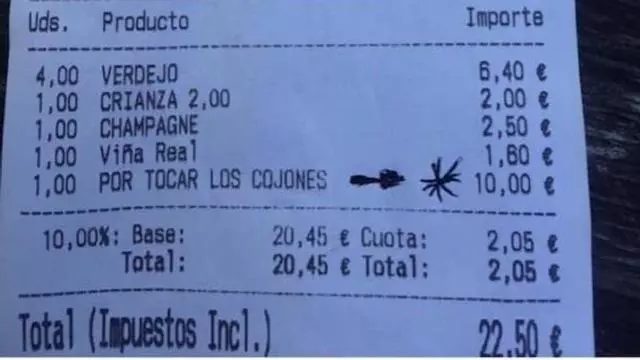 Uds. Producto Importe
4,00 VERDEJO 6,40 €
1,00 CRIANZA 2,00 2,00 €
1,00 CHAMPAGNE 2,50 €
1,00 Viña Real 1,60 €
1,00 POR TOCAR LOS COJONES 10,00 €
10,00%: Base: 20,45 € Cuota: 2,05 €
Total: 20,45 € Total: 2,05 €
Total (Impuestos Incl.) 22,50 €